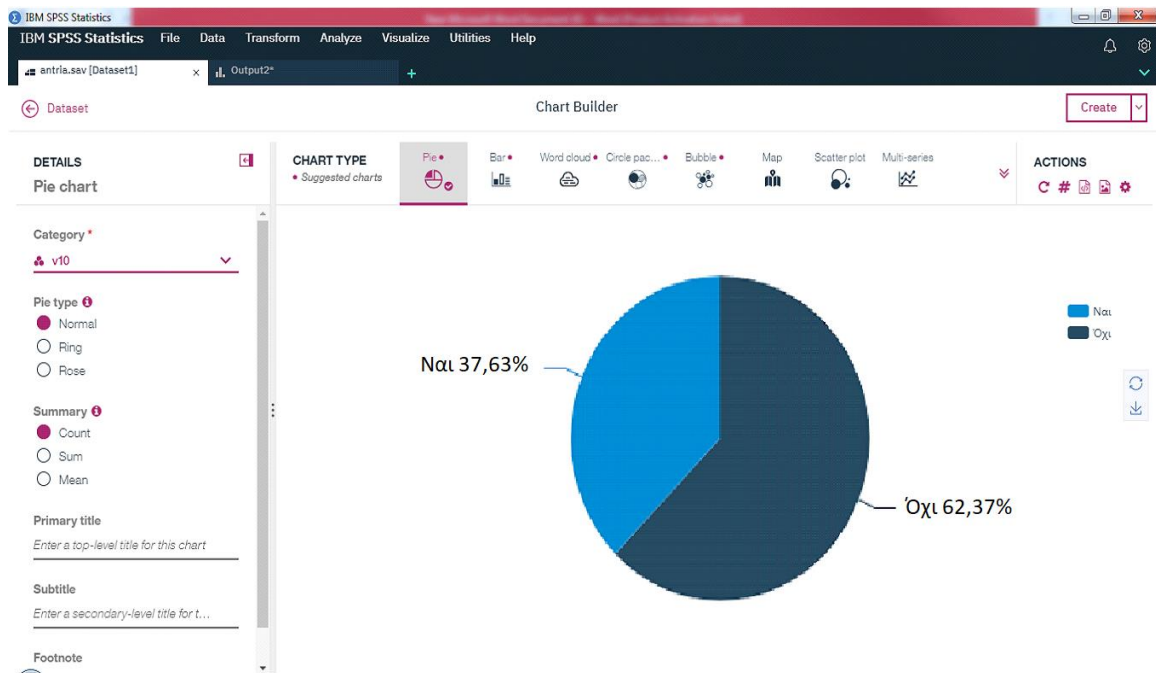 IBM SPSS Statistics
IBM SPSS Statistics File Data Transform Analyze Visualize Utilities Help
antria.sav [Dataset1] Output2*
Dataset
Chart Builder
Create
DETAILS
Pie chart
CHART TYPE
Suggested charts
Pie Bar Word cloud Circle pac... Bubble Map Scatter plot Multi-series
ACTIONS
Category *
v10
Pie type
Normal
Ring
Rose
Summary
Count
Sum
Mean
Primary title
Enter a top-level title for this chart
Subtitle
Enter a secondary-level title for t...
Footnote
Ναι 37,63%
Όχι 62,37%
Ναι
Όχι